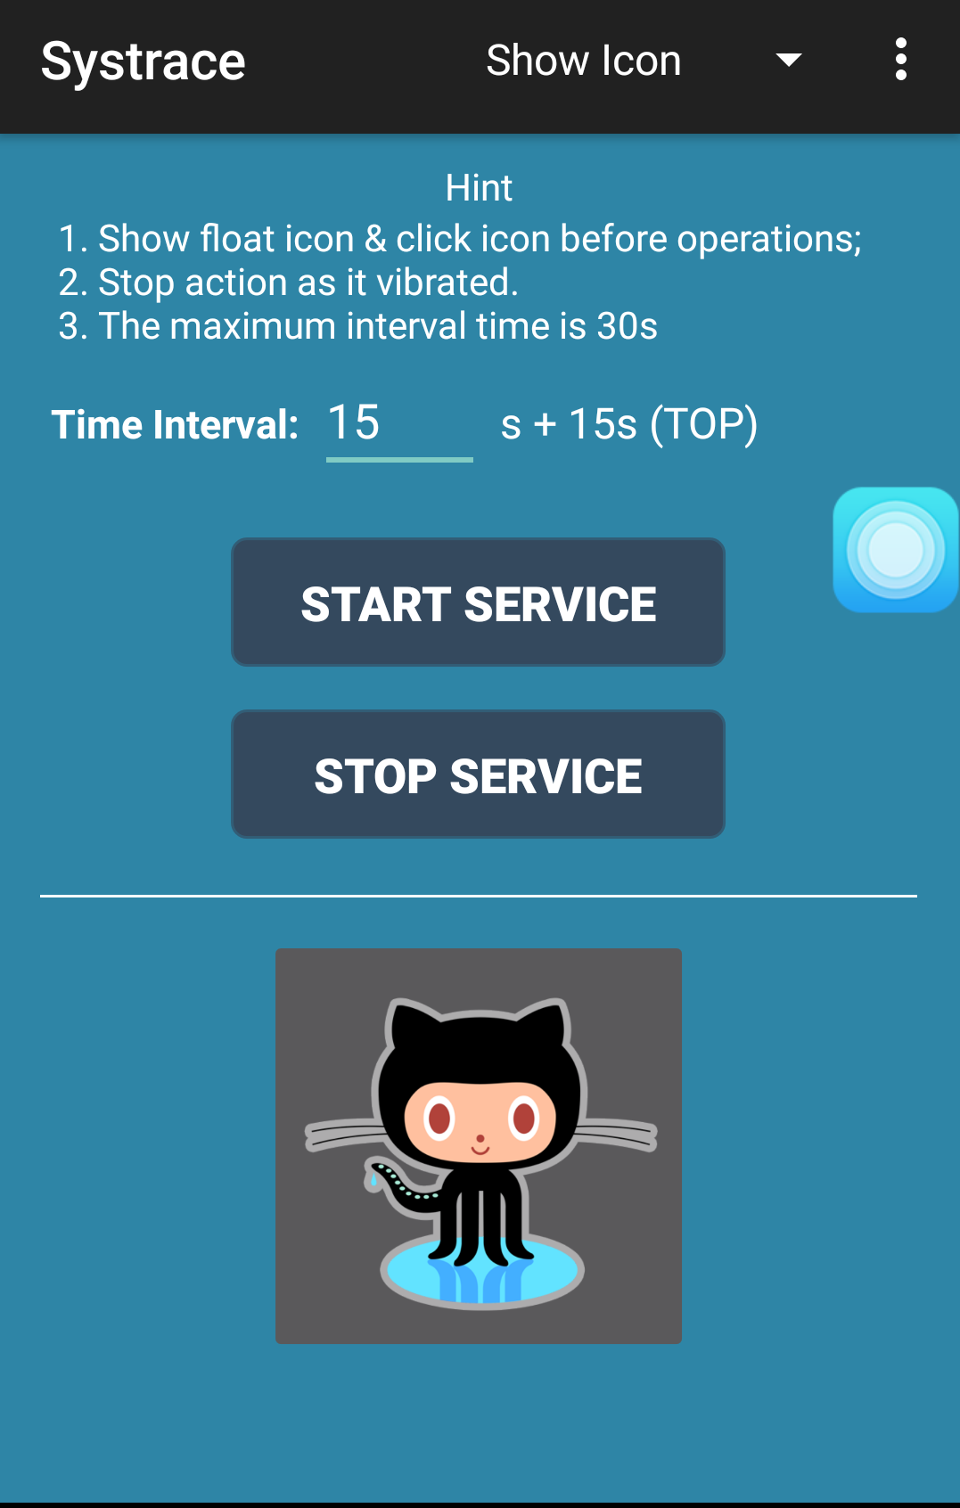 Systrace
Show Icon
Hint
1. Show float icon & click icon before operations;
2. Stop action as it vibrated.
3. The maximum interval time is 30s
Time Interval: 15 s + 15s (TOP)
START SERVICE
STOP SERVICE